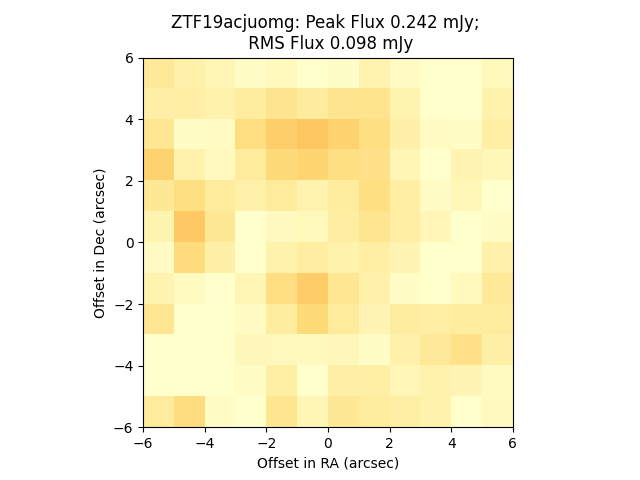 ZTF19acjuomg: Peak Flux 0.242 mJy;
RMS Flux 0.098 mJy
6
4
2
0
−2
−4
−6
Offset in Dec (arcsec)
−6 −4 −2 0 2 4 6
Offset in RA (arcsec)